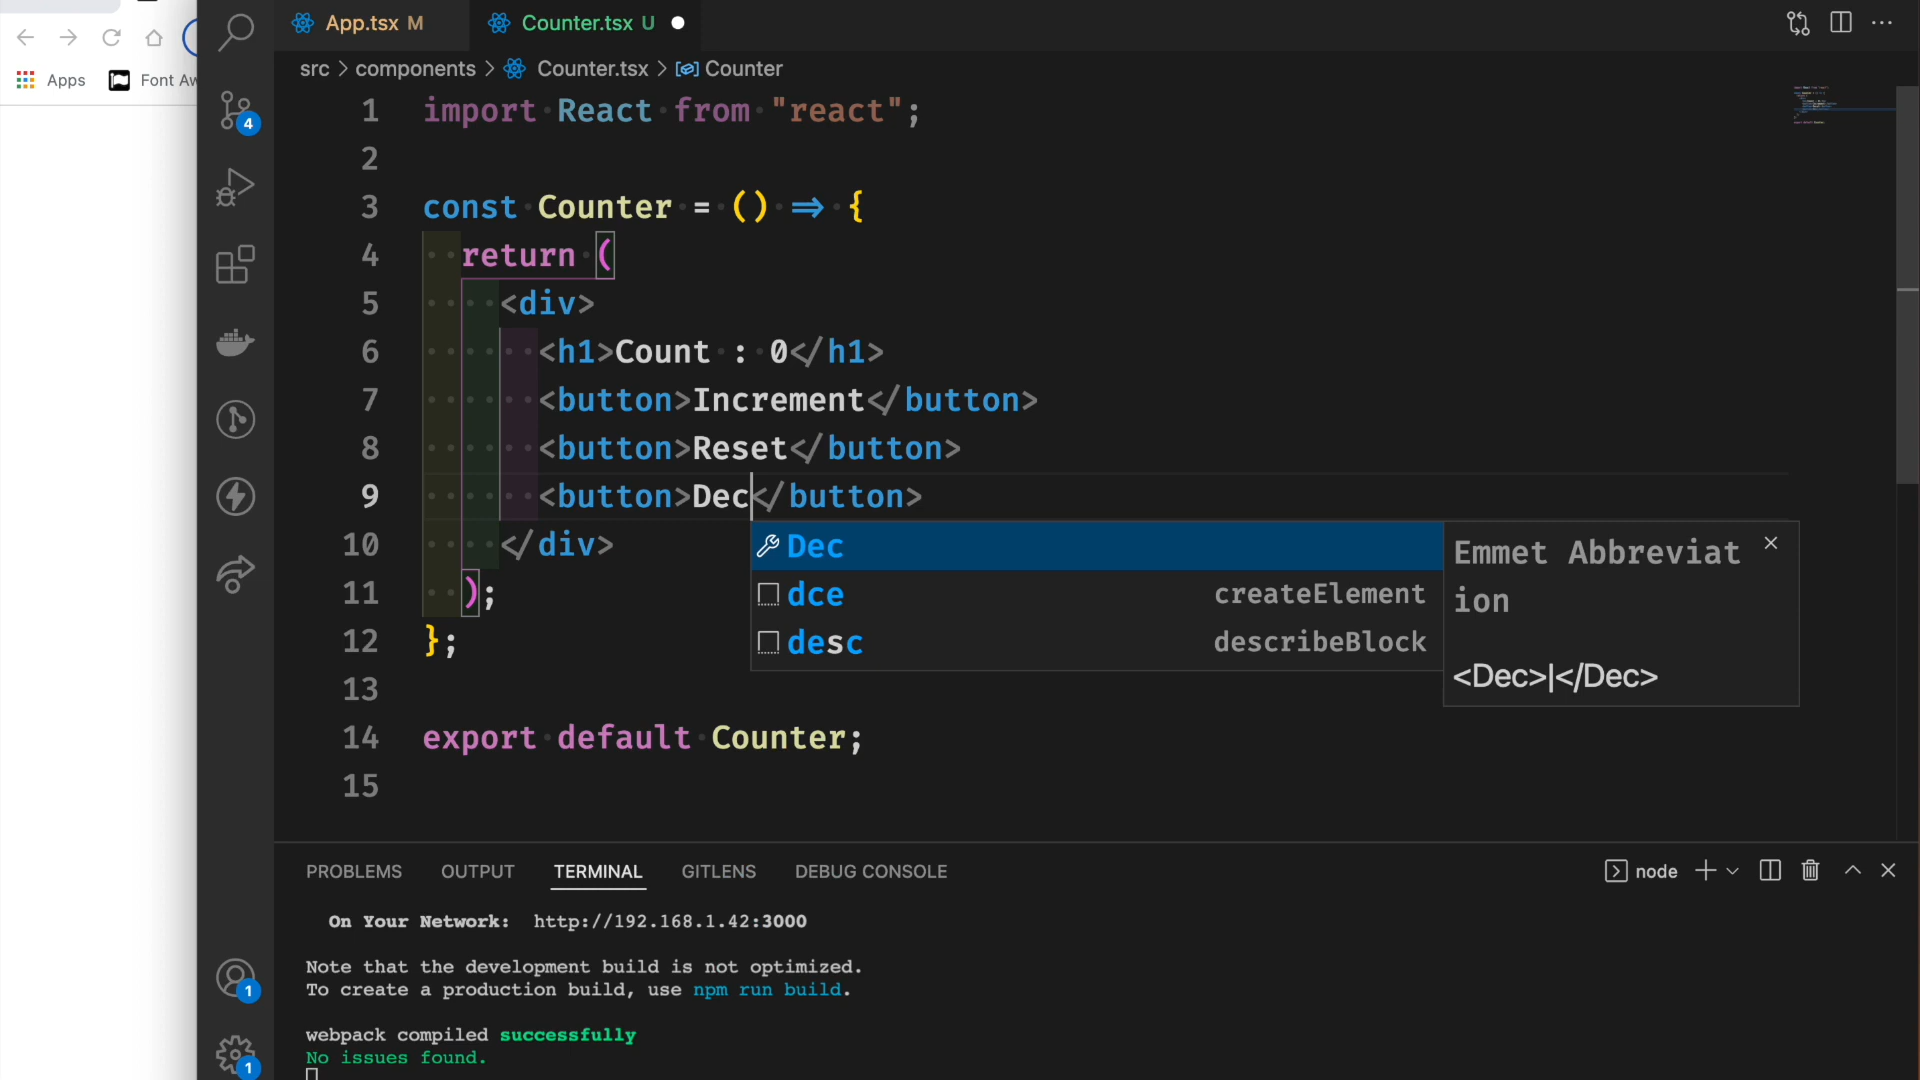 App.tsx M
Counter.tsx U
Apps
Font Aw
src > components > Counter.tsx > Counter
4
1 import React from "react";
2
3 const Counter = () => {
4 return (
5 <div>
6 <h1>Count : 0</h1>
7 <button>Increment</button>
8 <button>Reset</button>
9 <button>Dec</button>
10 </div>
11 );
12 };
13
14 export default Counter;
15
Dec
dce createElement
desc describeBlock
Emmet Abbreviat
ion
<Dec>|</Dec>
PROBLEMS OUTPUT TERMINAL GITLENS DEBUG CONSOLE
node
On Your Network: http://192.168.1.42:3000
Note that the development build is not optimized.
To create a production build, use npm run build.
webpack compiled successfully
No issues found.
1
1